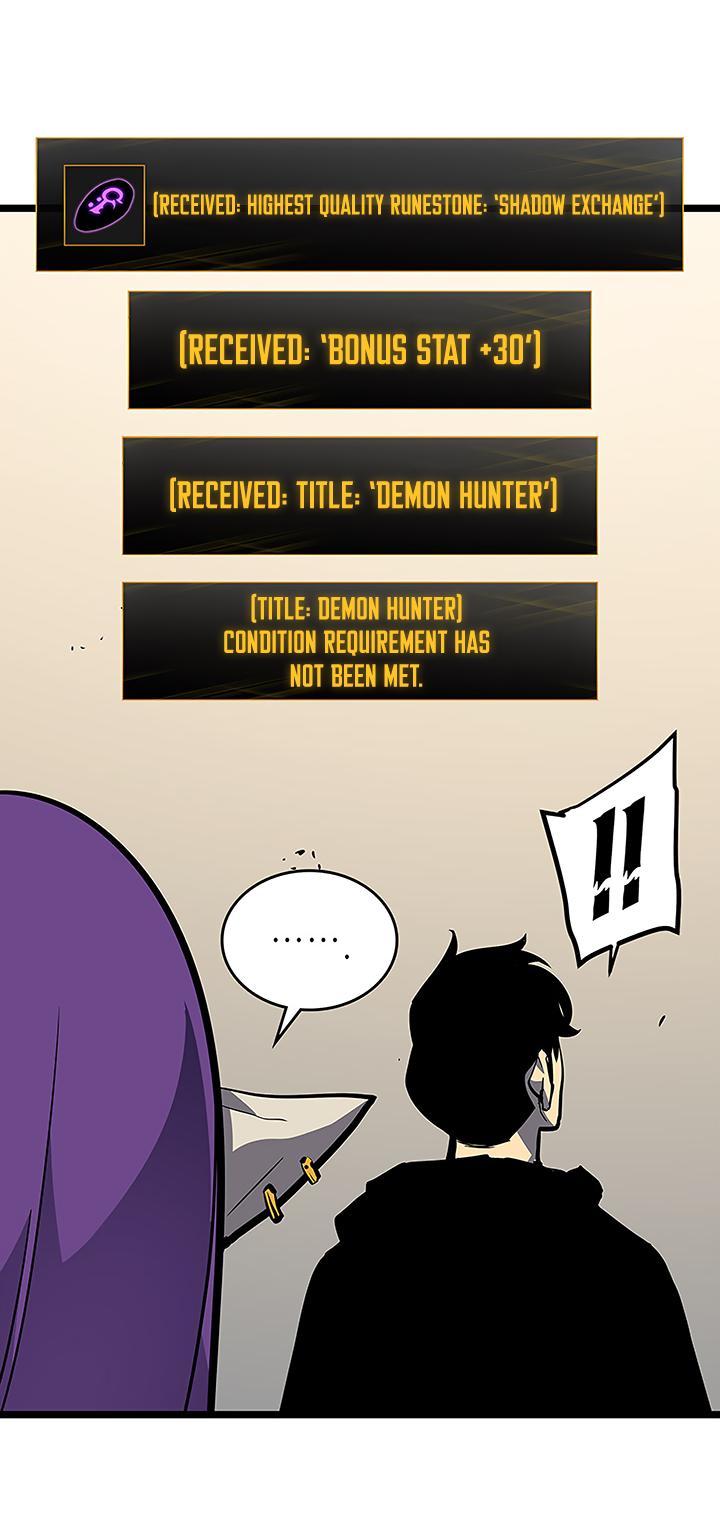 [RECEIVED: HIGHEST QUALITY RUNESTONE: ‘SHADOW EXCHANGE’]
[RECEIVED: ‘BONUS STAT +30’]
[RECEIVED: TITLE: ‘DEMON HUNTER’]
[TITLE: DEMON HUNTER]
CONDITION REQUIREMENT HAS
NOT BEEN MET.
!!
.......